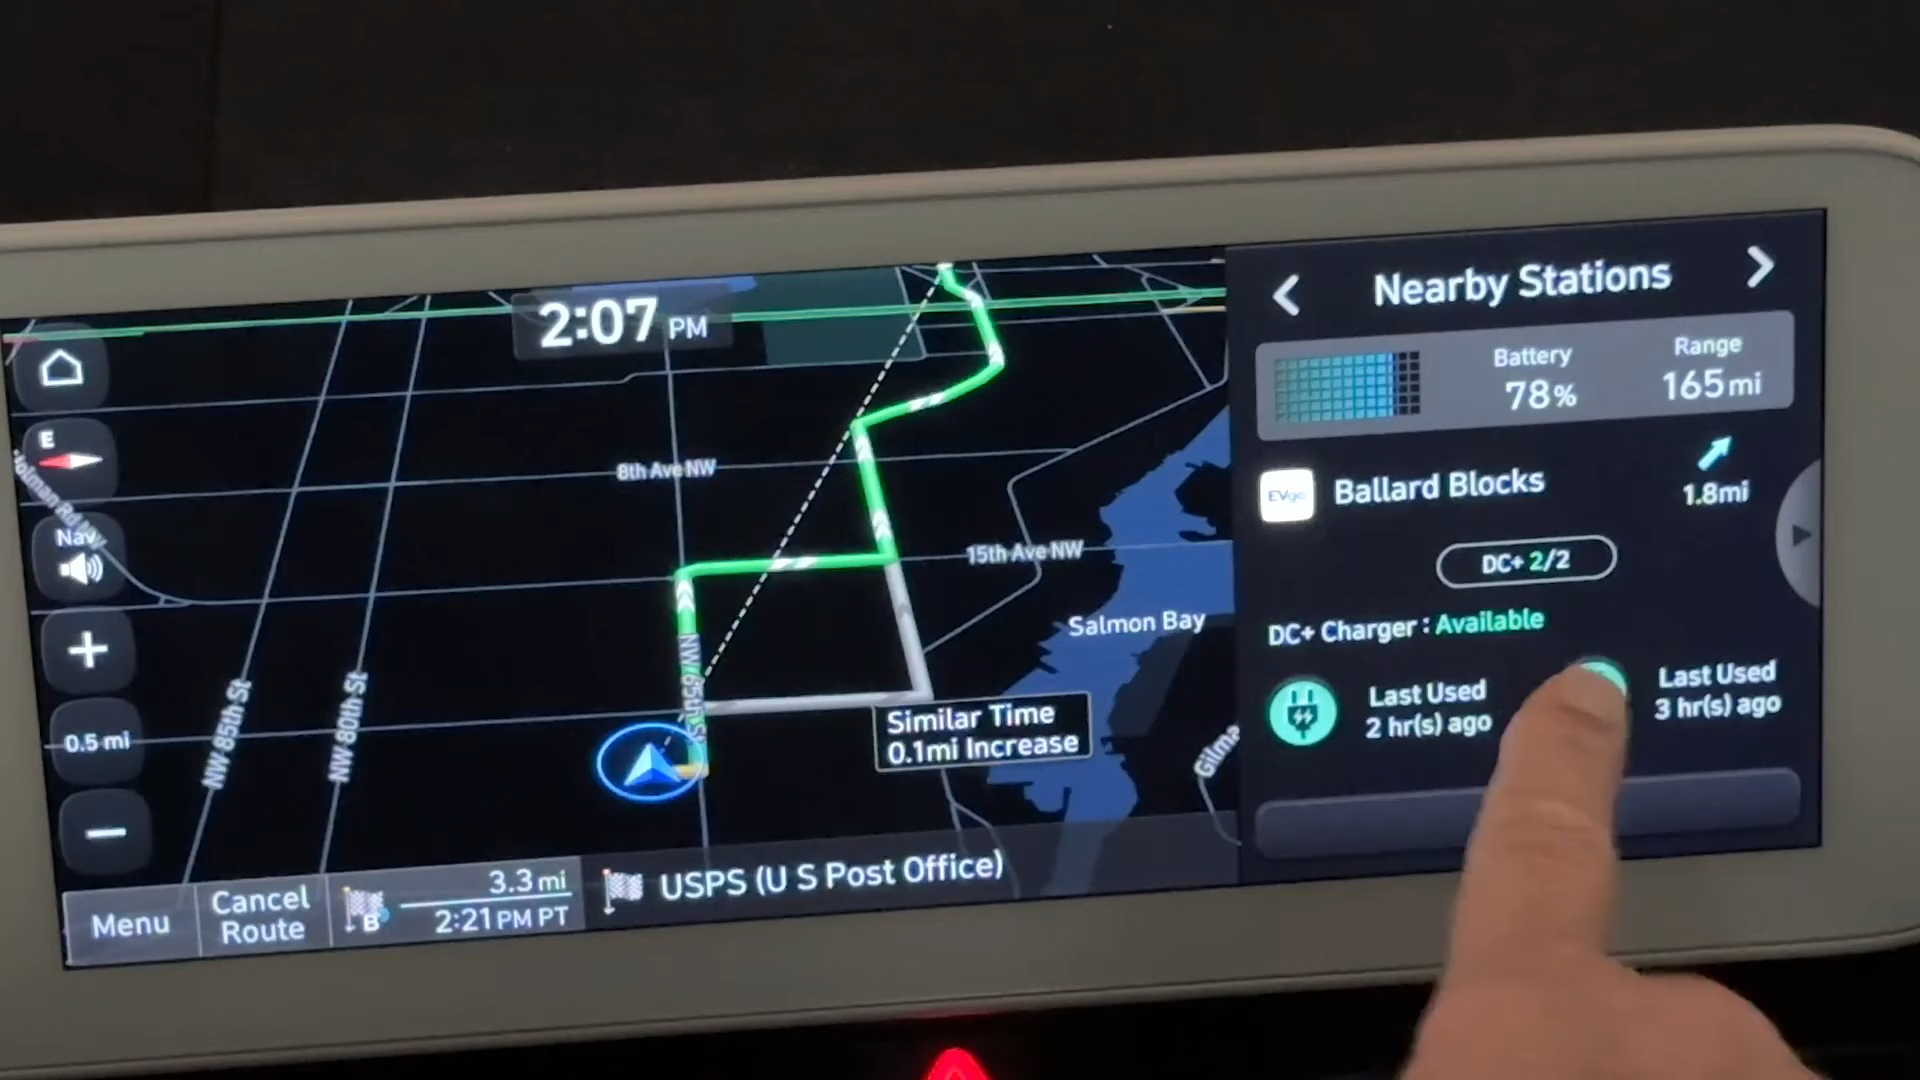 2:07 PM
E
Holman Rd NW
Nav
0.5 mi
NW 85th St
NW 80th St
8th Ave NW
15th Ave NW
NW 65th St
Salmon Bay
Similar Time
0.1mi Increase
Menu
Cancel
Route
B
3.3 mi
2:21 PM PT
USPS (U S Post Office)
Nearby Stations
Battery
78%
Range
165 mi
EVgo
Ballard Blocks
1.8mi
DC+ 2/2
DC+ Charger : Available
Last Used
2 hr(s) ago
Last Used
3 hr(s) ago